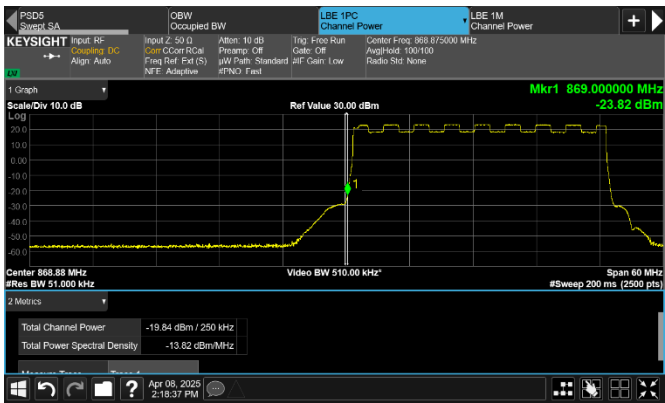 PSD5
Swept SA
OBW
Occupied BW
LBE 1PC
Channel Power
LBE 1M
Channel Power
KEYSIGHT
Input: RF
Coupling: DC
Align: Auto
LV
Input Z: 50 Ω
Corr CCorr RCal
Freq Ref: Ext (S)
NFE: Adaptive
Atten: 10 dB
Preamp: Off
µW Path: Standard
#PNO: Fast
Trig: Free Run
Gate: Off
#IF Gain: Low
Center Freq: 868.875000 MHz
Avg|Hold: 100/100
Radio Std: None
1 Graph
Mkr1 869.000000 MHz
-23.82 dBm
Scale/Div 10.0 dB
Ref Value 30.00 dBm
Log
20.0
10.0
0.00
-10.0
-20.0
-30.0
-40.0
-50.0
-60.0
1
Center 868.88 MHz
#Res BW 51.000 kHz
Video BW 510.00 kHz*
Span 60 MHz
#Sweep 200 ms (2500 pts)
2 Metrics
Total Channel Power -19.84 dBm / 250 kHz
Total Power Spectral Density -13.82 dBm/MHz
Measure Trace Trace 1
?
Apr 08, 2025
2:18:37 PM